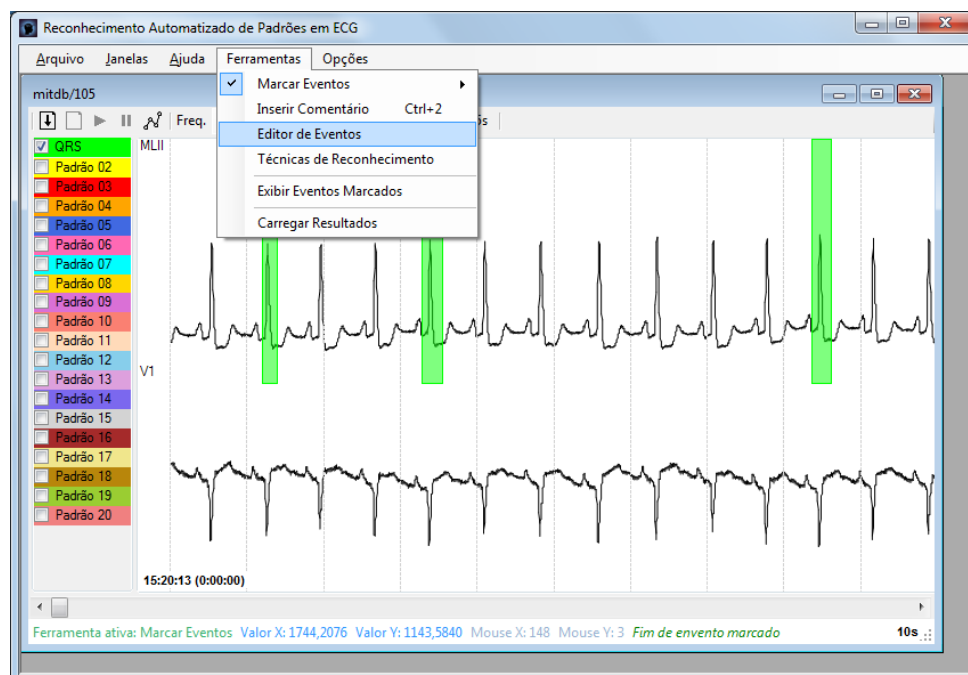 Reconhecimento Automatizado de Padrões em ECG
Arquivo Janelas Ajuda Ferramentas Opções
Marcar Eventos
Inserir Comentário Ctrl+2
Editor de Eventos
Técnicas de Reconhecimento
Exibir Eventos Marcados
Carregar Resultados
mitdb/105
Freq.
QRS
Padrão 02
Padrão 03
Padrão 04
Padrão 05
Padrão 06
Padrão 07
Padrão 08
Padrão 09
Padrão 10
Padrão 11
Padrão 12
Padrão 13
Padrão 14
Padrão 15
Padrão 16
Padrão 17
Padrão 18
Padrão 19
Padrão 20
MLII
V1
15:20:13 (0:00:00)
Ferramenta ativa: Marcar Eventos Valor X: 1744,2076 Valor Y: 1143,5840 Mouse X: 148 Mouse Y: 3 Fim de envento marcado 10s